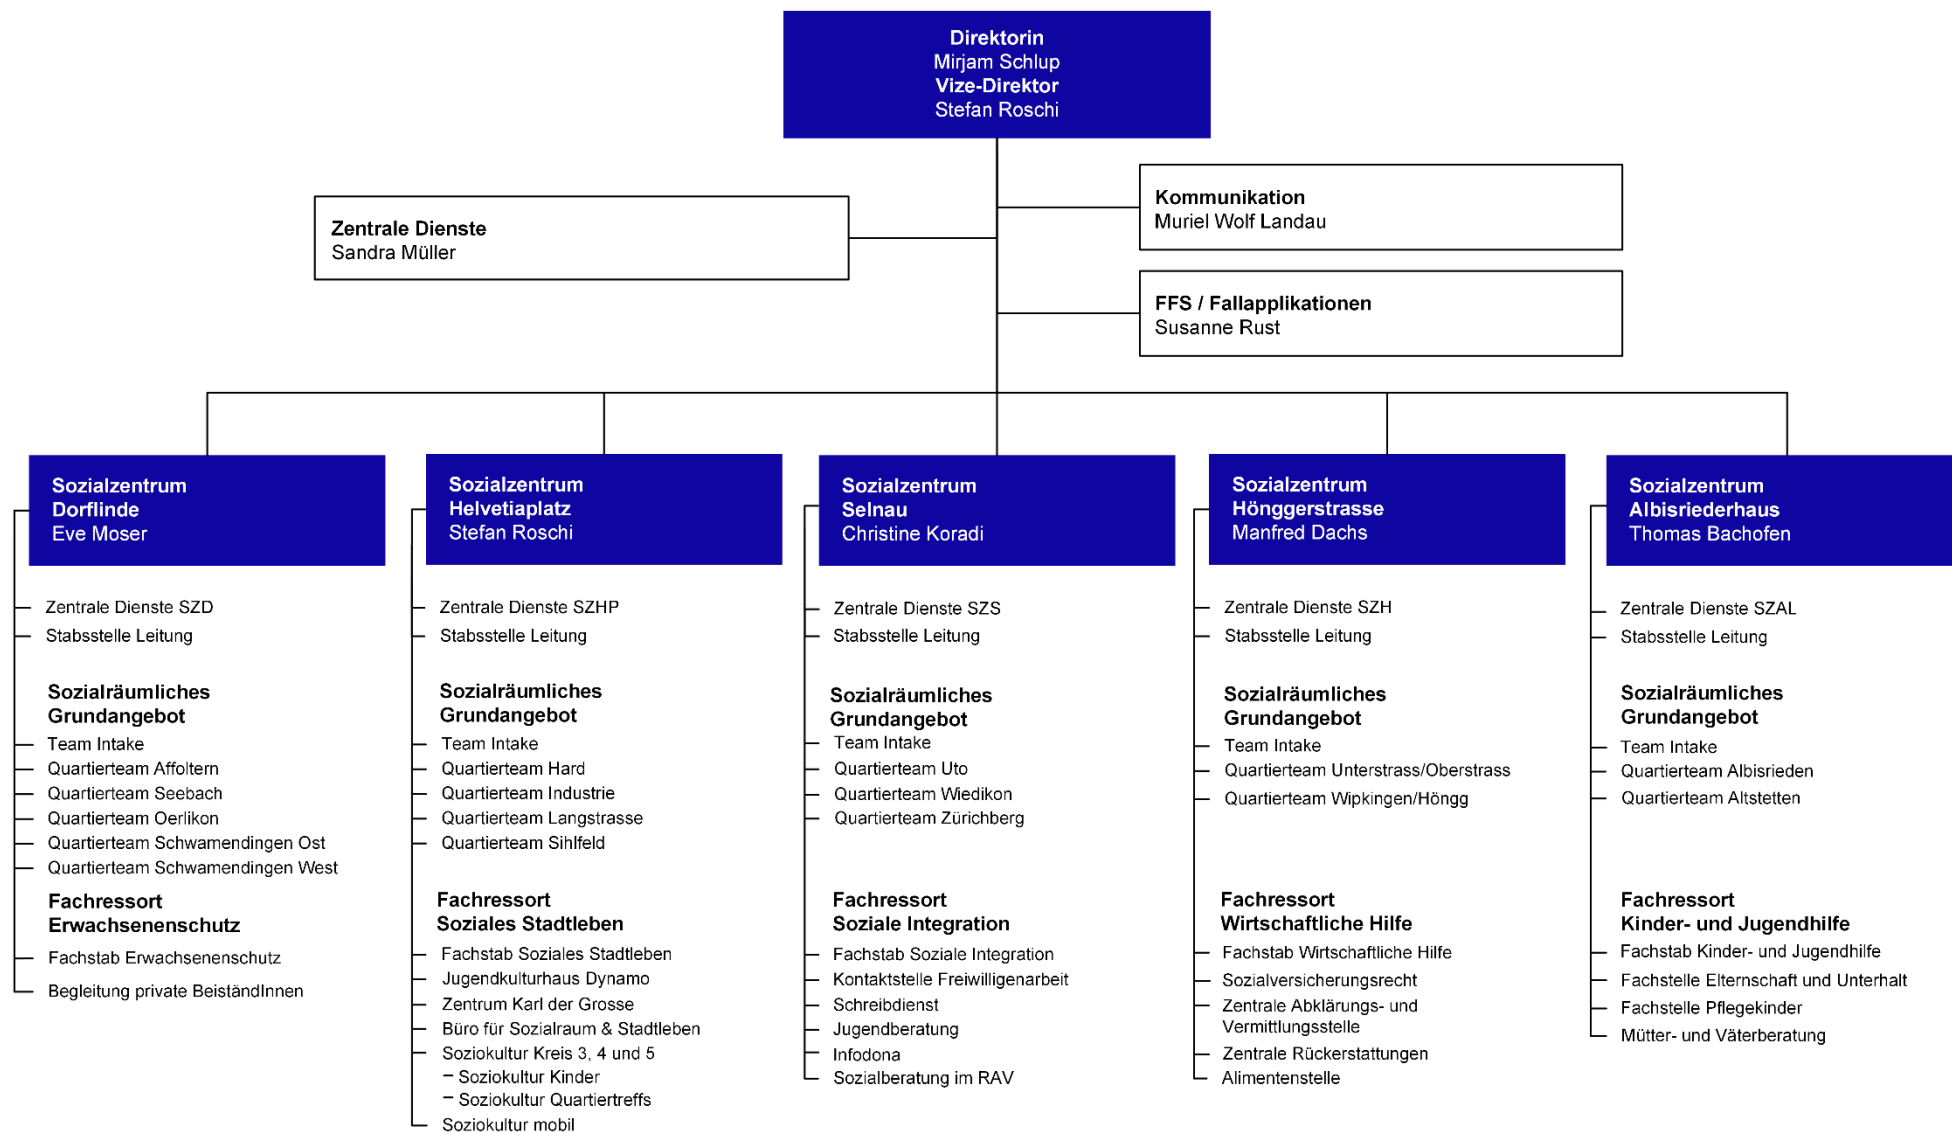 Direktorin
Mirjam Schlup
Vize-Direktor
Stefan Roschi
Kommunikation
Muriel Wolf Landau
Zentrale Dienste
Sandra Müller
FFS / Fallapplikationen
Susanne Rust
Sozialzentrum
Dorflinde
Eve Moser
Zentrale Dienste SZD
Stabsstelle Leitung
Sozialräumliches
Grundangebot
Team Intake
Quartierteam Affoltern
Quartierteam Seebach
Quartierteam Oerlikon
Quartierteam Schwamendingen Ost
Quartierteam Schwamendingen West
Fachressort
Erwachsenenschutz
Fachstab Erwachsenenschutz
Begleitung private BeiständInnen
Sozialzentrum
Helvetiaplatz
Stefan Roschi
Zentrale Dienste SZHP
Stabsstelle Leitung
Sozialräumliches
Grundangebot
Team Intake
Quartierteam Hard
Quartierteam Industrie
Quartierteam Langstrasse
Quartierteam Sihlfeld
Fachressort
Soziales Stadtleben
Fachstab Soziales Stadtleben
Jugendkulturhaus Dynamo
Zentrum Karl der Grosse
Büro für Sozialraum & Stadtleben
Soziokultur Kreis 3, 4 und 5
– Soziokultur Kinder
– Soziokultur Quartiertreffs
Soziokultur mobil
Sozialzentrum
Selnau
Christine Koradi
Zentrale Dienste SZS
Stabsstelle Leitung
Sozialräumliches
Grundangebot
Team Intake
Quartierteam Uto
Quartierteam Wiedikon
Quartierteam Zürichberg
Fachressort
Soziale Integration
Fachstab Soziale Integration
Kontaktstelle Freiwilligenarbeit
Schreibdienst
Jugendberatung
Infodona
Sozialberatung im RAV
Sozialzentrum
Hönggerstrasse
Manfred Dachs
Zentrale Dienste SZH
Stabsstelle Leitung
Sozialräumliches
Grundangebot
Team Intake
Quartierteam Unterstrass/Oberstrass
Quartierteam Wipkingen/Höngg
Fachressort
Wirtschaftliche Hilfe
Fachstab Wirtschaftliche Hilfe
Sozialversicherungsrecht
Zentrale Abklärungs- und
Vermittlungsstelle
Zentrale Rückerstattungen
Alimentenstelle
Sozialzentrum
Albisriederhaus
Thomas Bachofen
Zentrale Dienste SZAL
Stabsstelle Leitung
Sozialräumliches
Grundangebot
Team Intake
Quartierteam Albisrieden
Quartierteam Altstetten
Fachressort
Kinder- und Jugendhilfe
Fachstab Kinder- und Jugendhilfe
Fachstelle Elternschaft und Unterhalt
Fachstelle Pflegekinder
Mütter- und Väterberatung